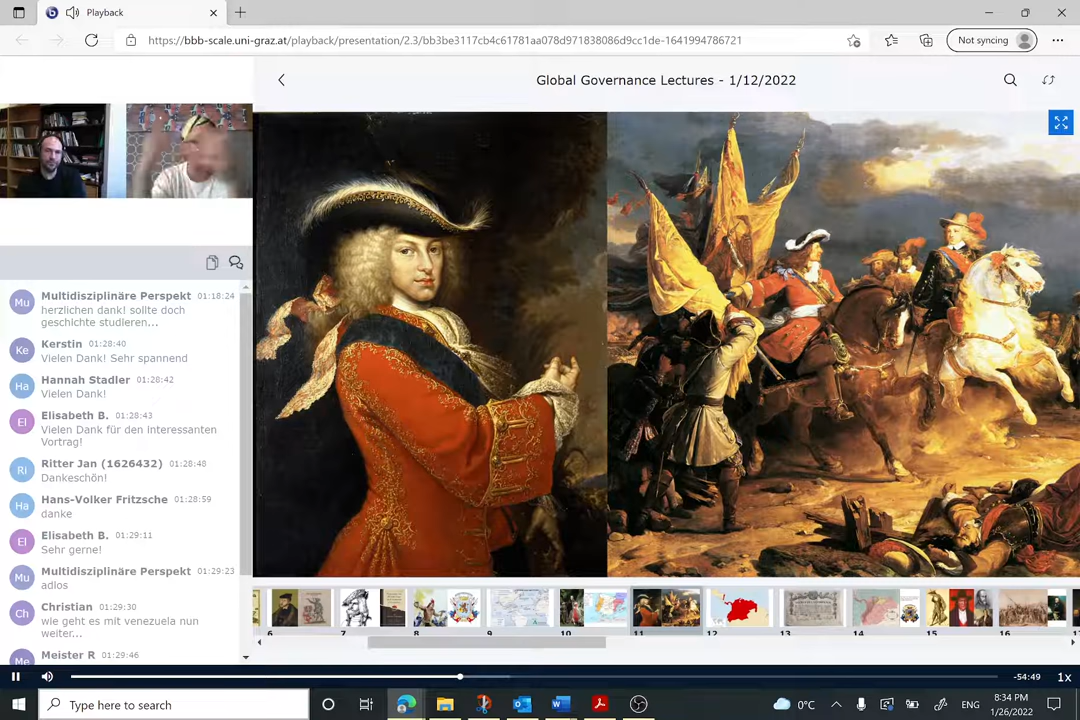 Playback
https://bbb-scale.uni-graz.at/playback/presentation/2.3/bb3be3117cb4c61781aa078d971838086d9cc1de-1641994786721
Not syncing
Global Governance Lectures - 1/12/2022
Mu
Multidisziplinäre Perspekt 01:18:24
herzlichen dank! sollte doch
geschichte studieren...
Ke
Kerstin 01:28:40
Vielen Dank! Sehr spannend
Ha
Hannah Stadler 01:28:42
Vielen Dank!
El
Elisabeth B. 01:28:43
Vielen Dank für den interessanten
Vortrag!
Ri
Ritter Jan (1626432) 01:28:48
Dankeschön!
Ha
Hans-Volker Fritzsche 01:28:59
danke
El
Elisabeth B. 01:29:11
Sehr gerne!
Mu
Multidisziplinäre Perspekt 01:29:23
adlos
Ch
Christian 01:29:30
wie geht es mit venezuela nun
weiter...
Me
Meister R 01:29:46
6 7 8 9 10 11 12 13 14 15 16
-54:49 1x
Type here to search
0°C
ENG
8:34 PM
1/26/2022